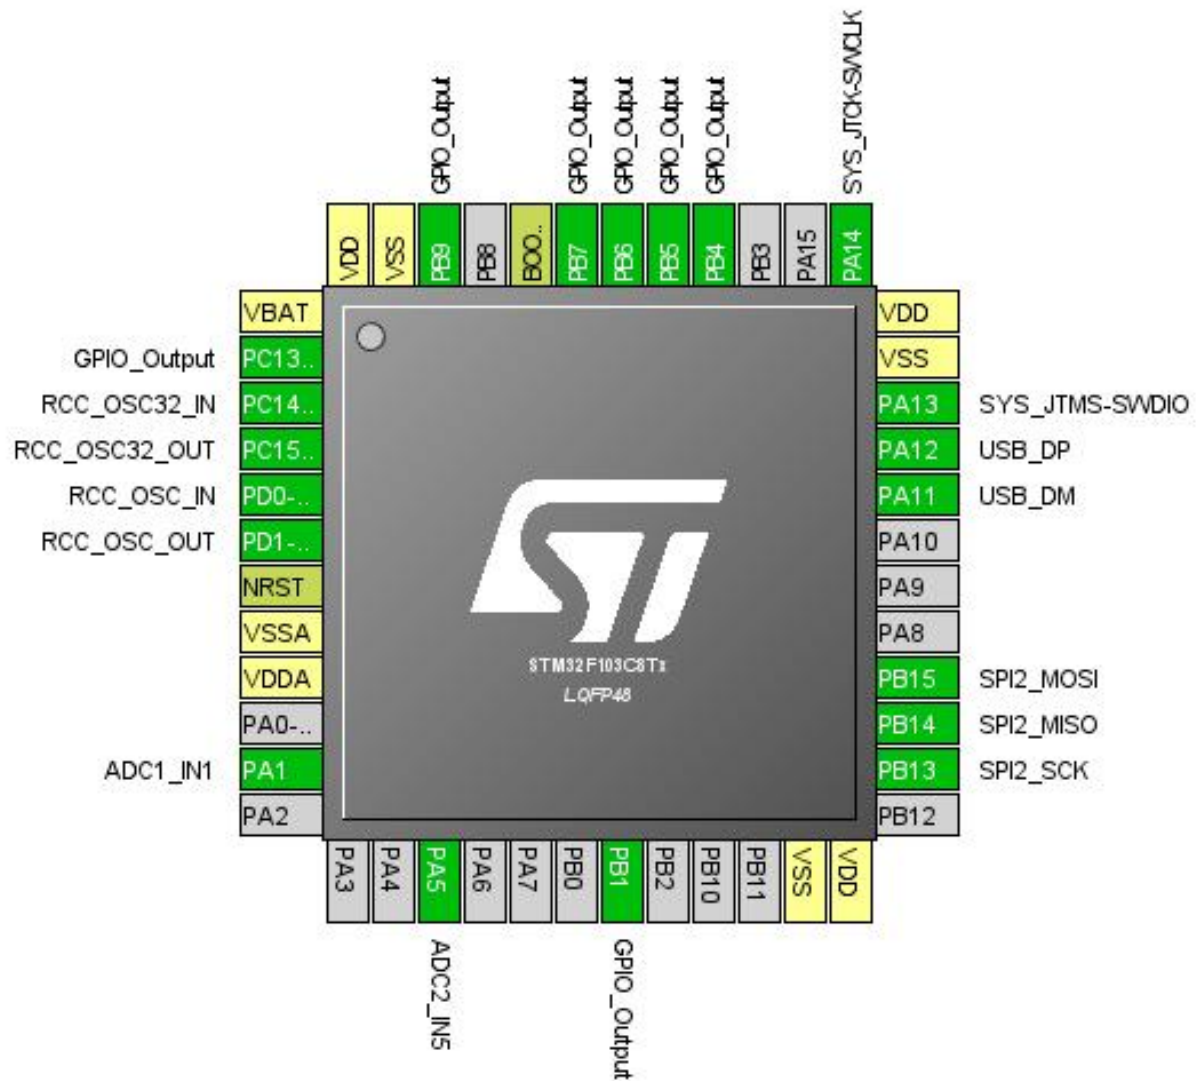 GPIO_Output
GPIO_Output
GPIO_Output
GPIO_Output
GPIO_Output
SYS_JTCK-SWCLK
VDD
VSS
PB9
PB8
BOO..
PB7
PB6
PB5
PB4
PB3
PA15
PA14
VBAT
GPIO_Output PC13..
RCC_OSC32_IN PC14..
RCC_OSC32_OUT PC15..
RCC_OSC_IN PD0-..
RCC_OSC_OUT PD1-..
NRST
VSSA
VDDA
PA0-..
ADC1_IN1 PA1
PA2
VDD
VSS
PA13 SYS_JTMS-SWDIO
PA12 USB_DP
PA11 USB_DM
PA10
PA9
PA8
PB15 SPI2_MOSI
PB14 SPI2_MISO
PB13 SPI2_SCK
PB12
STM32F103C8Tx
LQFP48
PA3
PA4
PA5
PA6
PA7
PB0
PB1
PB2
PB10
PB11
VSS
VDD
ADC2_IN5
GPIO_Output